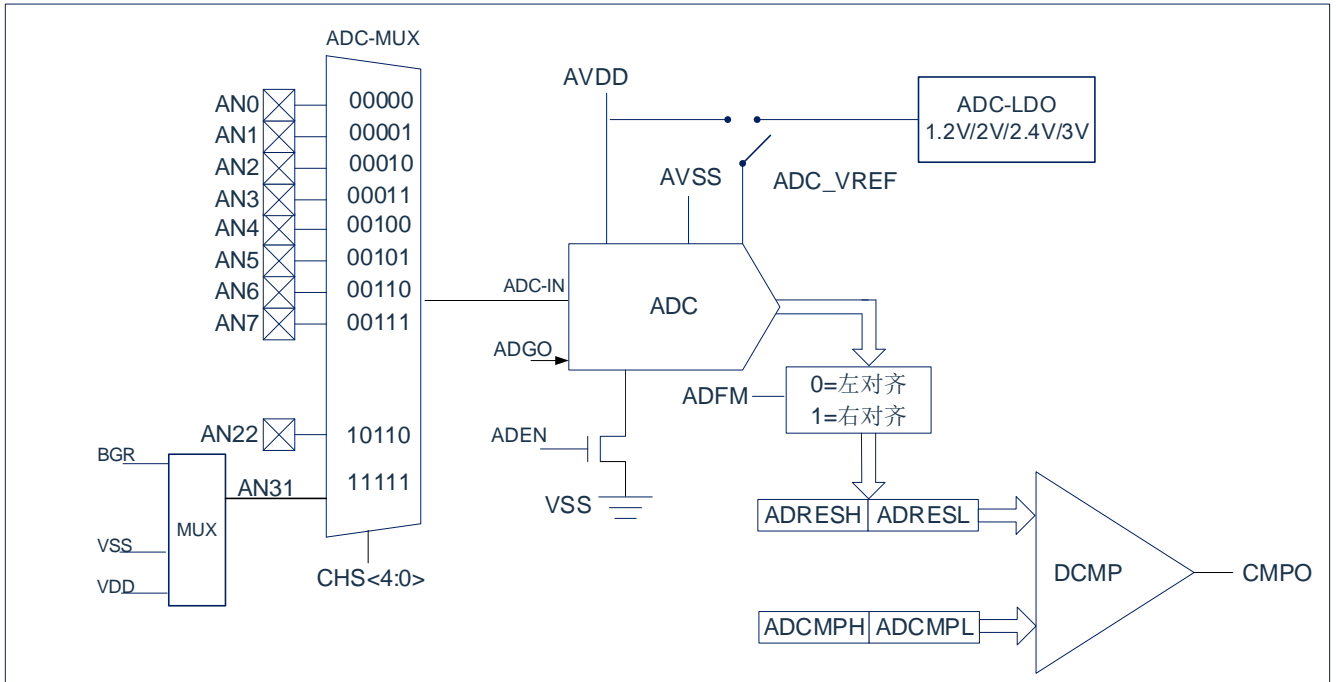 ADC-MUX
AN0
00000
AN1
00001
AN2
00010
AN3
00011
AN4
00100
AN5
00101
AN6
00110
AN7
00111
AN22
10110
BGR
AN31
11111
MUX
VSS
VDD
CHS<4:0>
AVDD
ADC-LDO
1.2V/2V/2.4V/3V
AVSS
ADC_VREF
ADC-IN
ADC
ADGO
ADFM
0=左对齐
1=右对齐
ADEN
VSS
ADRESH
ADRESL
DCMP
CMPO
ADCMPH
ADCMPL